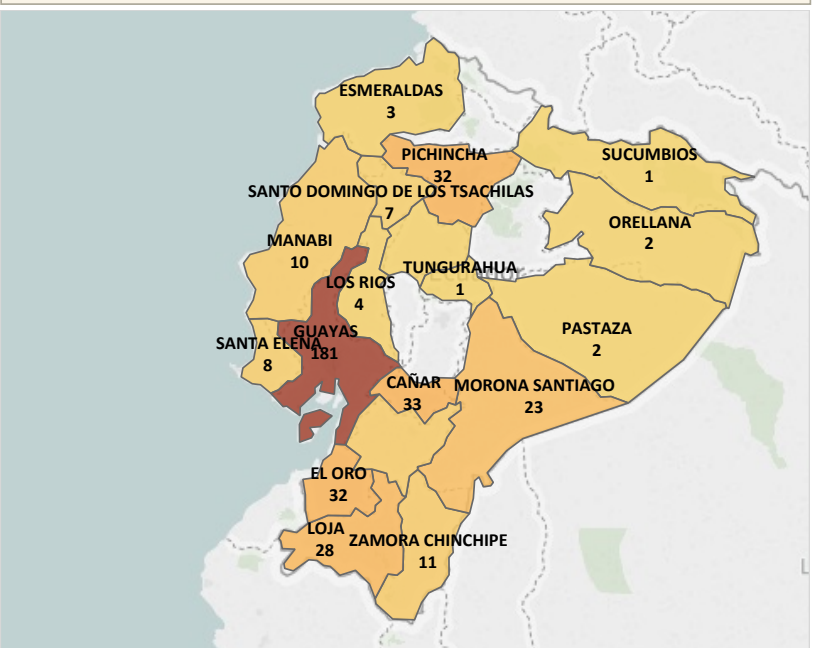 ESMERALDAS
3
PICHINCHA
32
SUCUMBIOS
1
SANTO DOMINGO DE LOS TSACHILAS
7
ORELLANA
2
MANABI
10
TUNGURAHUA
1
LOS RIOS
4
GUAYAS
181
SANTA ELENA
8
PASTAZA
2
CAÑAR
33
MORONA SANTIAGO
23
EL ORO
32
LOJA
28
ZAMORA CHINCHIPE
11